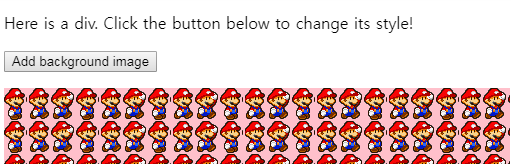 Here is a div. Click the button below to change its style!
Add background image